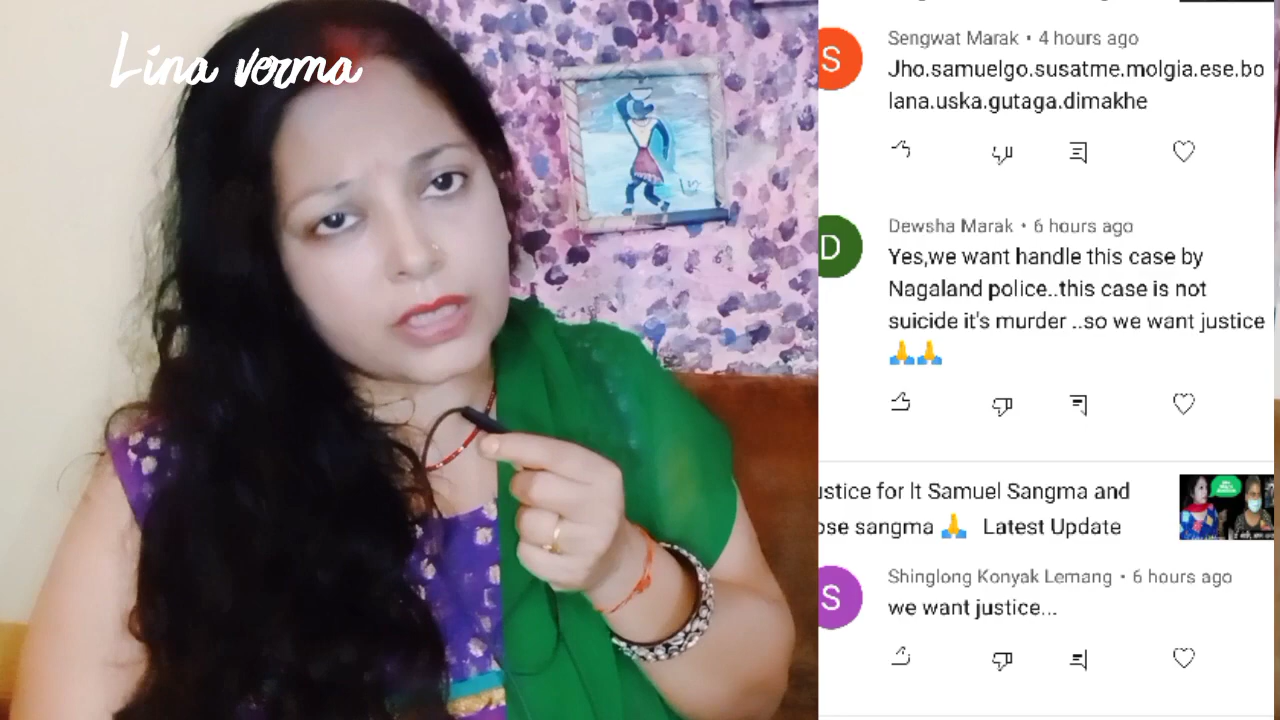 Lina verma
Sengwat Marak • 4 hours ago
Jho.samuelgo.susatme.molgia.ese.bo
lana.uska.gutaga.dimakhe
Dewsha Marak • 6 hours ago
Yes,we want handle this case by
Nagaland police..this case is not
suicide it's murder ..so we want justice
🙏🙏
ustice for lt Samuel Sangma and
ose sangma 🙏 Latest Update
Shinglong Konyak Lemang • 6 hours ago
we want justice...
S
D
S